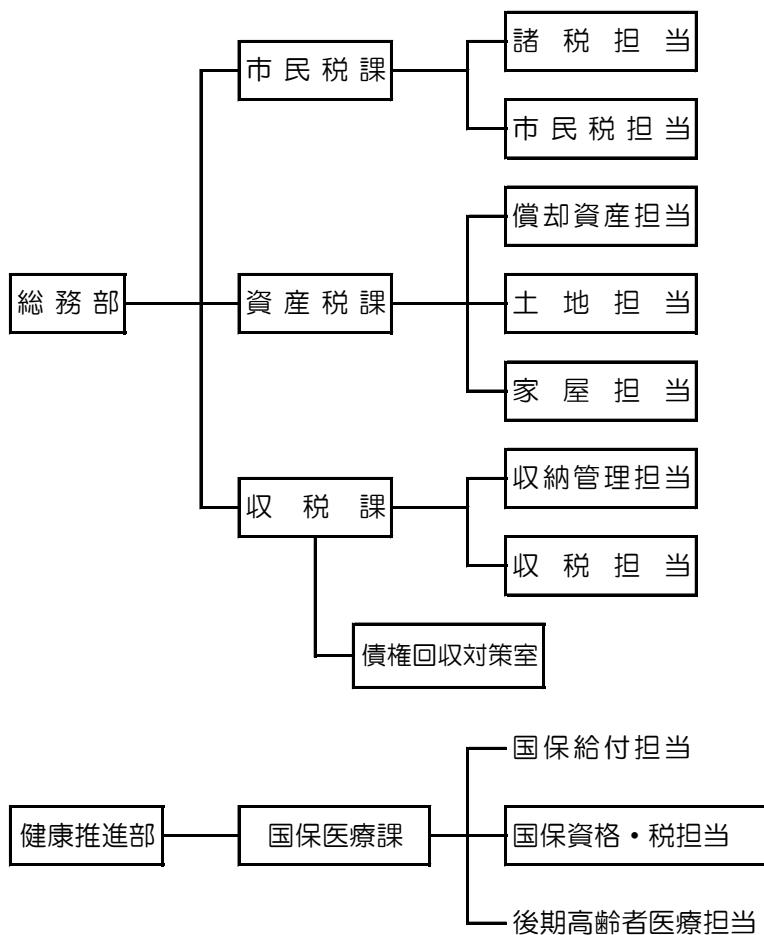 総務部
市民税課
諸税担当
市民税担当
資産税課
償却資産担当
土地担当
家屋担当
収税課
収納管理担当
収税担当
債権回収対策室
健康推進部
国保医療課
国保給付担当
国保資格・税担当
後期高齢者医療担当